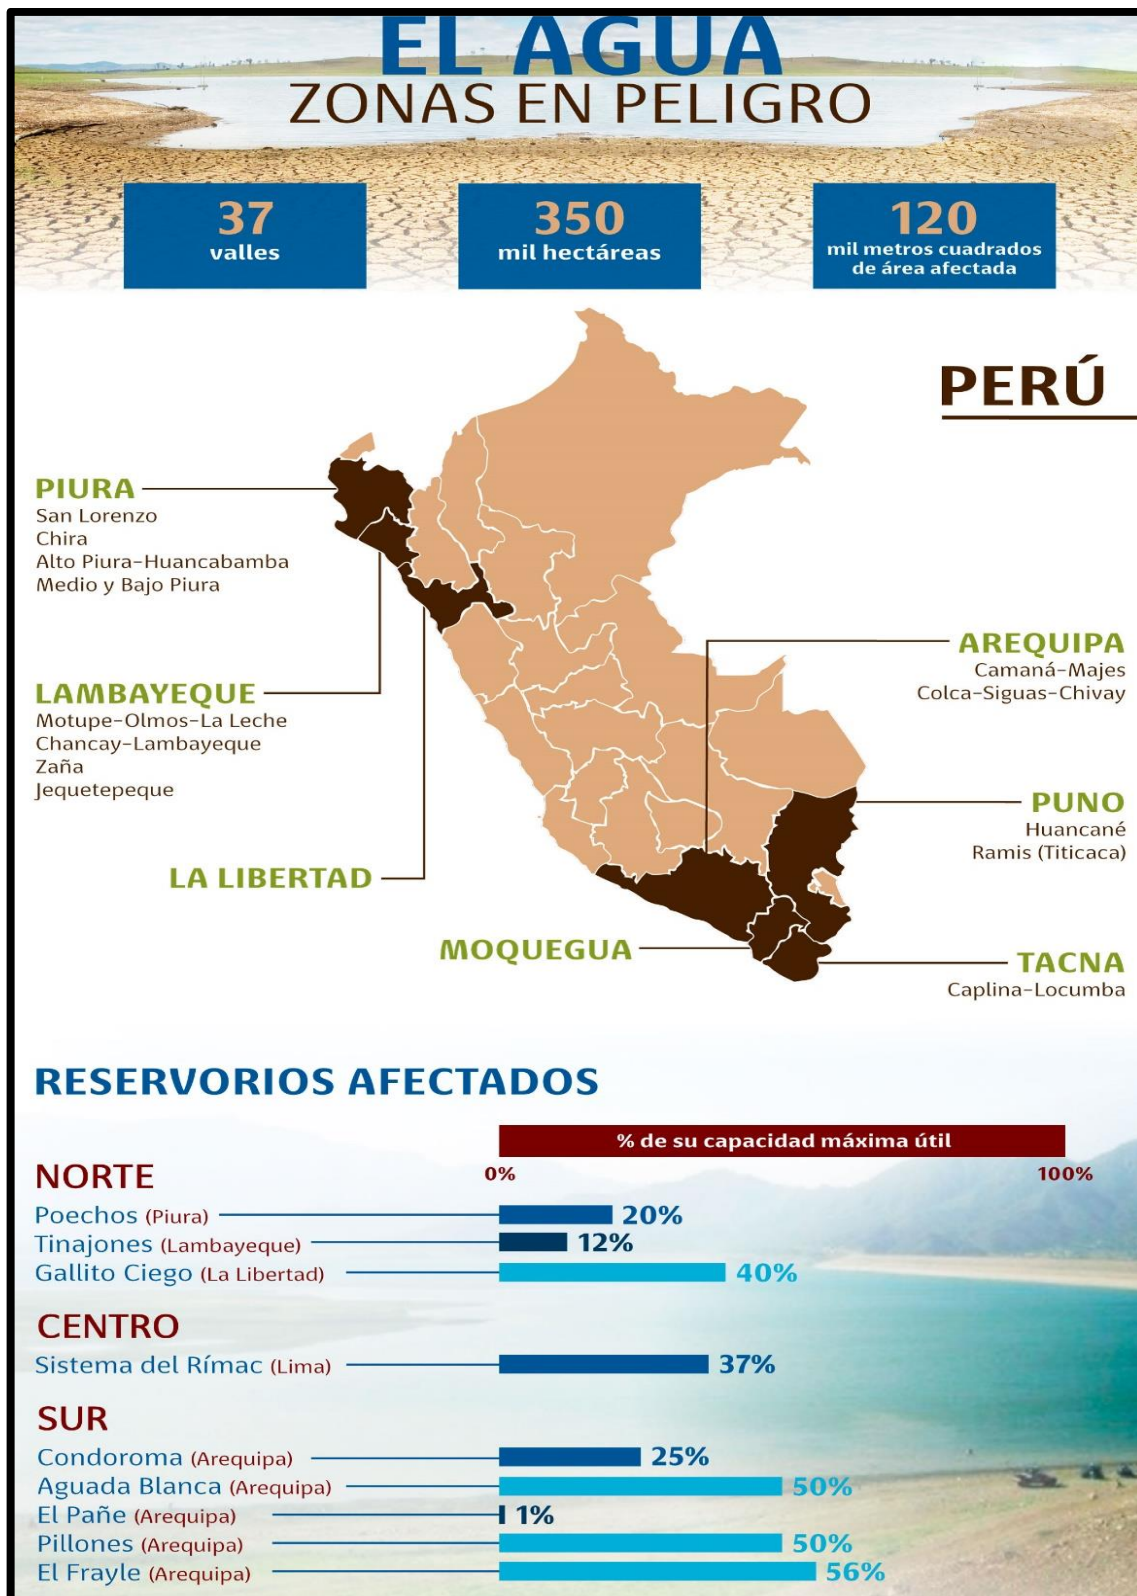 EL AGUA
ZONAS EN PELIGRO
37
valles
350
mil hectáreas
120
mil metros cuadrados
de área afectada
PERÚ
PIURA
San Lorenzo
Chira
Alto Piura-Huancabamba
Medio y Bajo Piura
LAMBAYEQUE
Motupe-Olmos-La Leche
Chancay-Lambayeque
Zaña
Jequetepeque
LA LIBERTAD
AREQUIPA
Camaná-Majes
Colca-Siguas-Chivay
PUNO
Huancané
Ramis (Titicaca)
MOQUEGUA
TACNA
Caplina-Locumba
RESERVORIOS AFECTADOS
% de su capacidad máxima útil
0% 100%
NORTE
Poechos (Piura) 20%
Tinajones (Lambayeque) 12%
Gallito Ciego (La Libertad) 40%
CENTRO
Sistema del Rímac (Lima) 37%
SUR
Condoroma (Arequipa) 25%
Aguada Blanca (Arequipa) 50%
El Pañe (Arequipa) 1%
Pillones (Arequipa) 50%
El Frayle (Arequipa) 56%